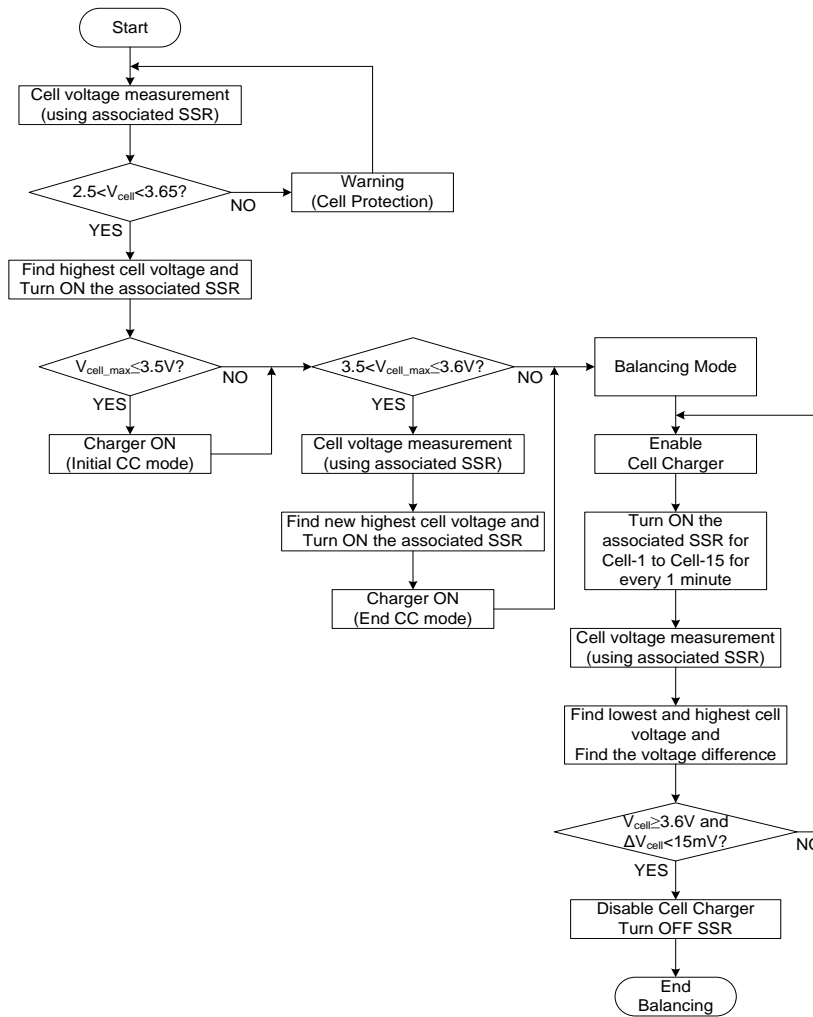 Start
Cell voltage measurement
(using associated SSR)
2.5<Vcell<3.65?
NO
Warning
(Cell Protection)
YES
Find highest cell voltage and
Turn ON the associated SSR
Vcell_max≤3.5V?
NO
YES
Charger ON
(Initial CC mode)
3.5<Vcell_max≤3.6V?
NO
YES
Cell voltage measurement
(using associated SSR)
Find new highest cell voltage and
Turn ON the associated SSR
Charger ON
(End CC mode)
Balancing Mode
Enable
Cell Charger
Turn ON the
associated SSR for
Cell-1 to Cell-15 for
every 1 minute
Cell voltage measurement
(using associated SSR)
Find lowest and highest cell
voltage and
Find the voltage difference
Vcell≥3.6V and
ΔVcell<15mV?
NO
YES
Disable Cell Charger
Turn OFF SSR
End
Balancing